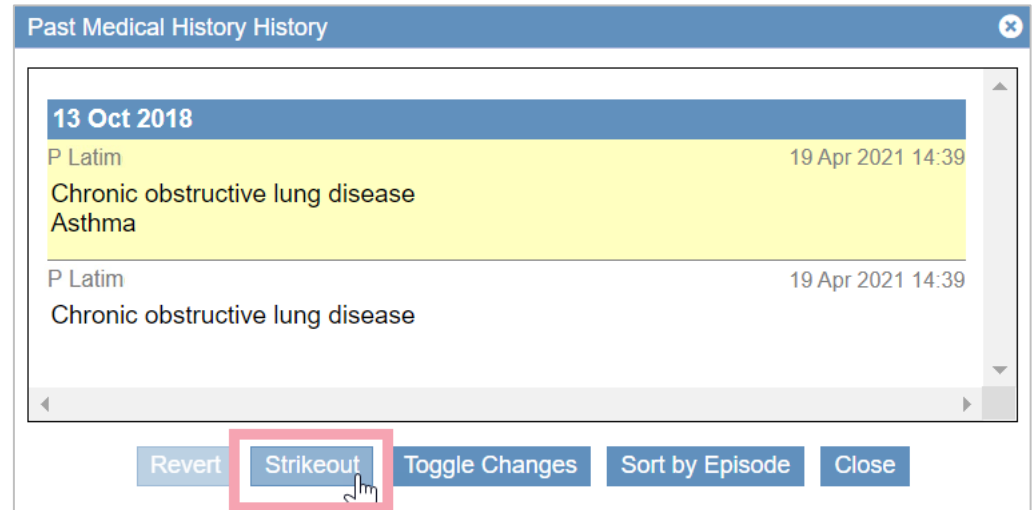 Past Medical History History
13 Oct 2018
P Latim 19 Apr 2021 14:39
Chronic obstructive lung disease
Asthma
P Latim 19 Apr 2021 14:39
Chronic obstructive lung disease
Revert Strikeout Toggle Changes Sort by Episode Close